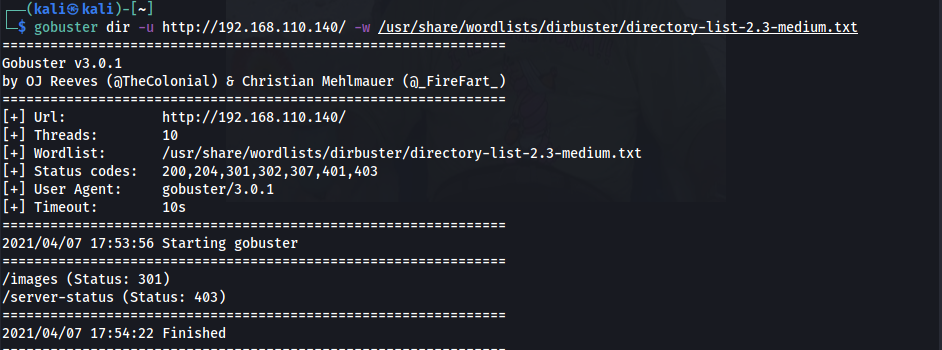 ┌──(kali㉿kali)-[~]
└─$ gobuster dir -u http://192.168.110.140/ -w /usr/share/wordlists/dirbuster/directory-list-2.3-medium.txt
===============================================================
Gobuster v3.0.1
by OJ Reeves (@TheColonial) & Christian Mehlmauer (@_FireFart_)
===============================================================
[+] Url:            http://192.168.110.140/
[+] Threads:        10
[+] Wordlist:       /usr/share/wordlists/dirbuster/directory-list-2.3-medium.txt
[+] Status codes:   200,204,301,302,307,401,403
[+] User Agent:     gobuster/3.0.1
[+] Timeout:        10s
===============================================================
2021/04/07 17:53:56 Starting gobuster
===============================================================
/images (Status: 301)
/server-status (Status: 403)
===============================================================
2021/04/07 17:54:22 Finished
===============================================================